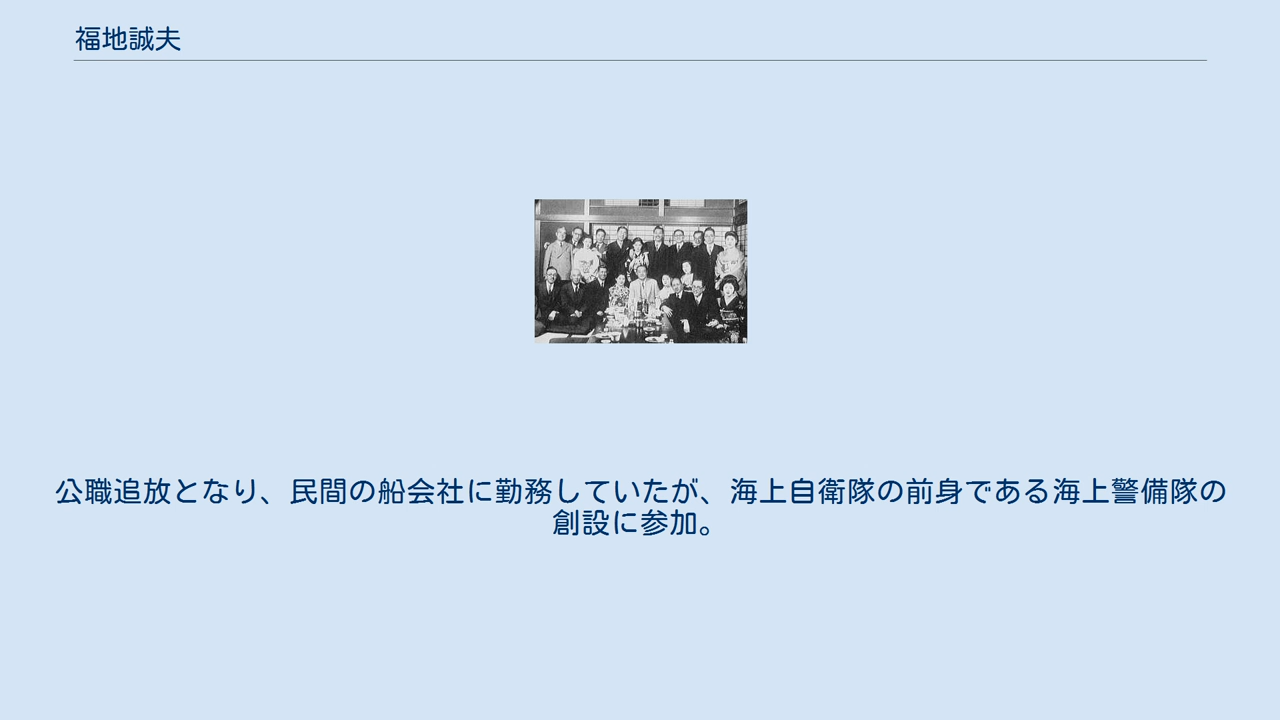 福地誠夫
公職追放となり、民間の船会社に勤務していたが、海上自衛隊の前身である海上警備隊の
創設に参加。